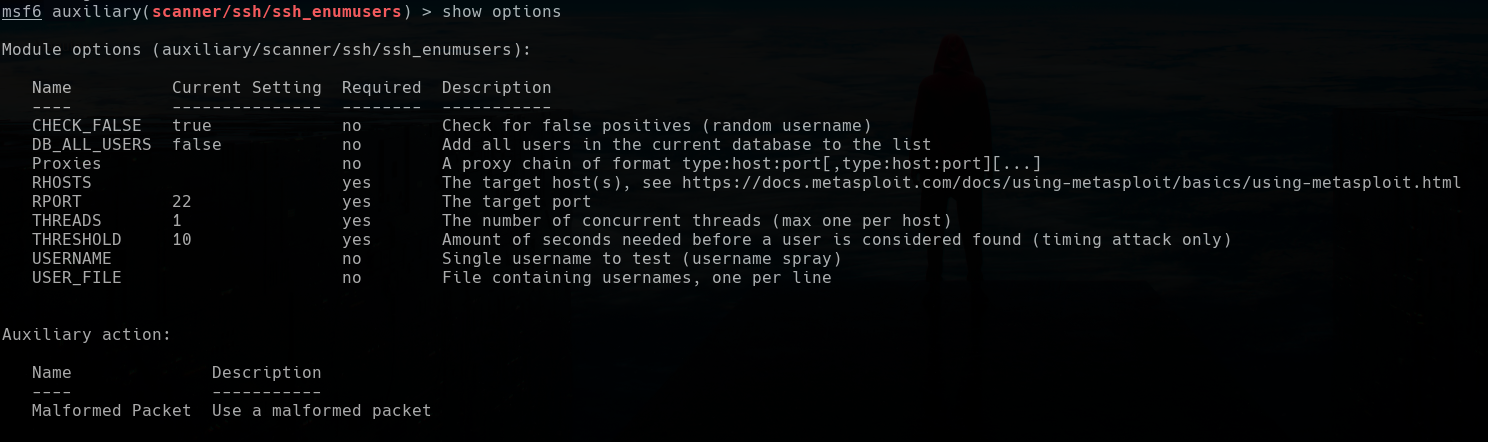 msf6 auxiliary(scanner/ssh/ssh_enumusers) > show options
Module options (auxiliary/scanner/ssh/ssh_enumusers):
Name Current Setting Required Description
---- --------------- -------- -----------
CHECK_FALSE true no Check for false positives (random username)
DB_ALL_USERS false no Add all users in the current database to the list
Proxies no A proxy chain of format type:host:port[,type:host:port][...]
RHOSTS yes The target host(s), see https://docs.metasploit.com/docs/using-metasploit/basics/using-metasploit.html
RPORT 22 yes The target port
THREADS 1 yes The number of concurrent threads (max one per host)
THRESHOLD 10 yes Amount of seconds needed before a user is considered found (timing attack only)
USERNAME no Single username to test (username spray)
USER_FILE no File containing usernames, one per line
Auxiliary action:
Name Description
---- -----------
Malformed Packet Use a malformed packet